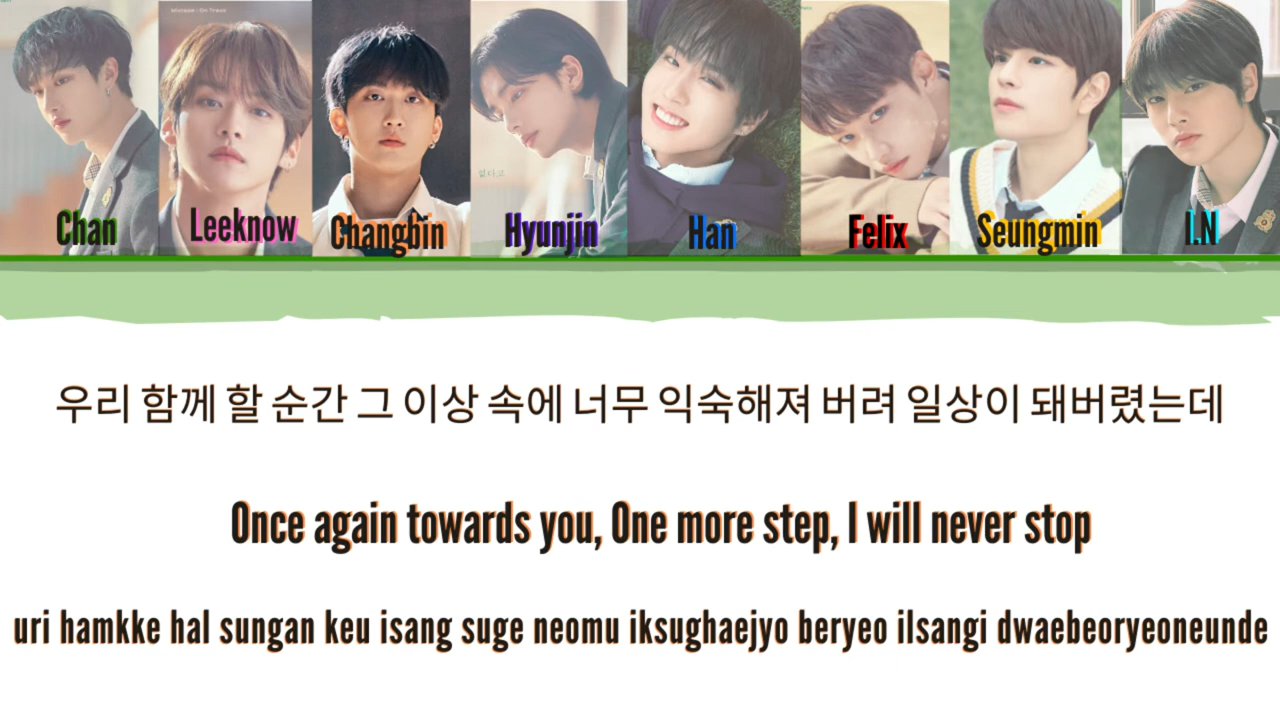 Chan
Leeknow
Changbin
Hyunjin
Han
Felix
Seungmin
I.N
우리 함께 할 순간 그 이상 속에 너무 익숙해져 버려 일상이 돼버렸는데
Once again towards you, One more step, I will never stop
uri hamkke hal sungan keu isang suge neomu iksughaejyo beryeo ilsangi dwaebeoryeoneunde